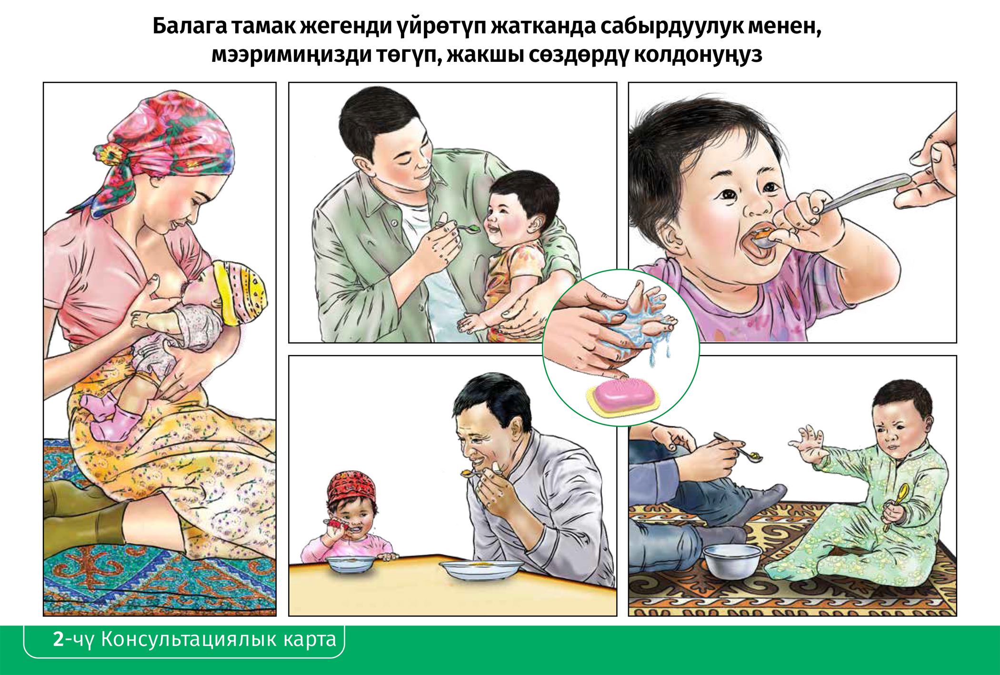 Балага тамак жегенди үйрөтүп жатканда сабырдуулук менен,
мээримиңизди төгүп, жакшы сөздөрдү колдонуңуз
2-чү Консультациялык карта